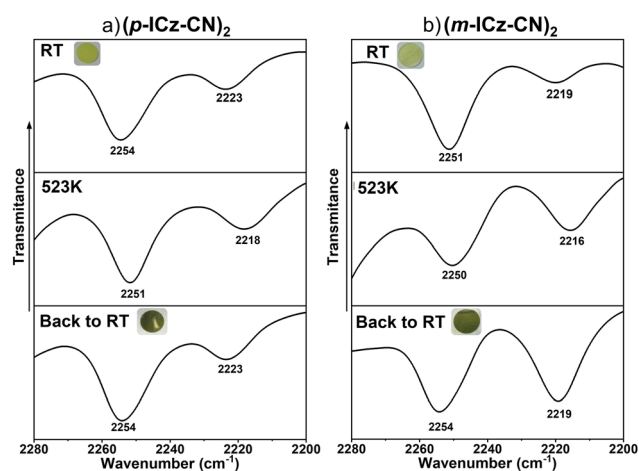 a) (p-ICz-CN)2
RT
2254
2223
523K
2251
2218
Back to RT
2254
2223
Transmitance
2280 2260 2240 2220 2200
Wavenumber (cm-1)
b) (m-ICz-CN)2
RT
2251
2219
523K
2250
2216
Back to RT
2254
2219
Transmitance
2280 2260 2240 2220 2200
Wavenumber (cm-1)